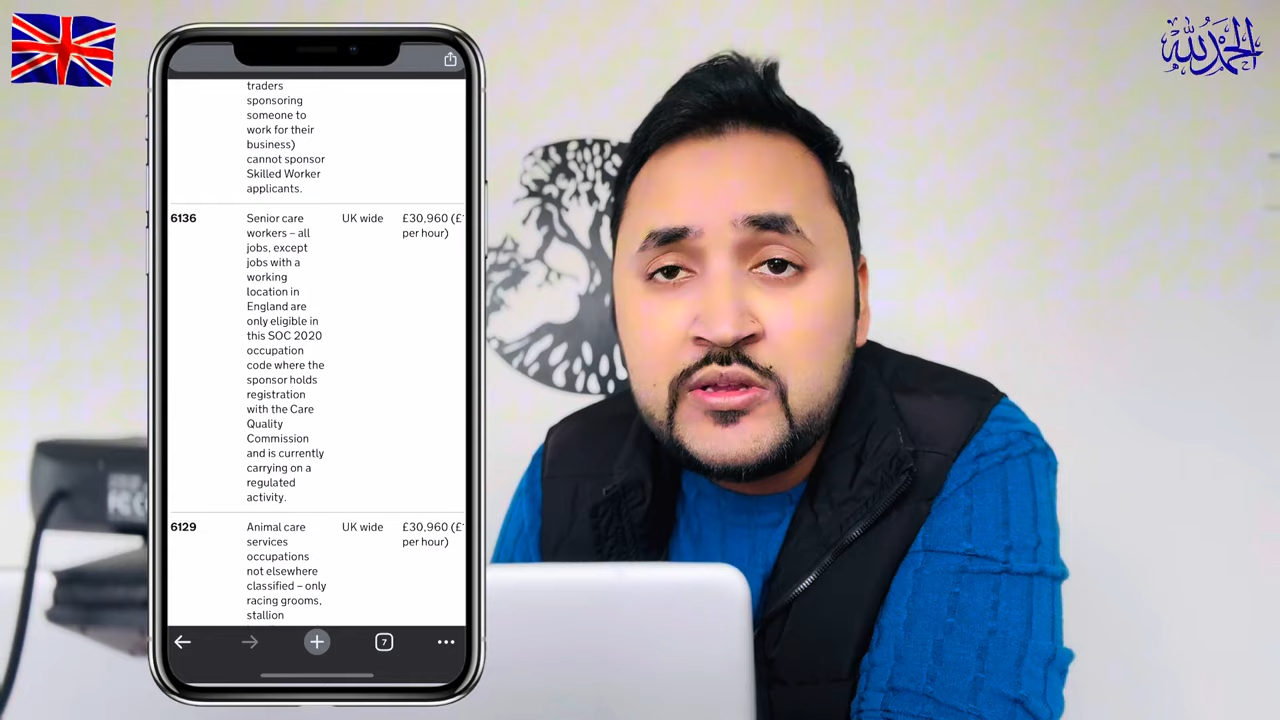 الحمدلله
traders
sponsoring
someone to
work for their
business)
cannot sponsor
Skilled Worker
applicants.
6136 Senior care UK wide £30,960 (£
workers – all per hour)
jobs, except
jobs with a
working
location in
England are
only eligible in
this SOC 2020
occupation
code where the
sponsor holds
registration
with the Care
Quality
Commission
and is currently
carrying on a
regulated
activity.
6129 Animal care UK wide £30,960 (£
services per hour)
occupations
not elsewhere
classified – only
racing grooms,
stallion
7